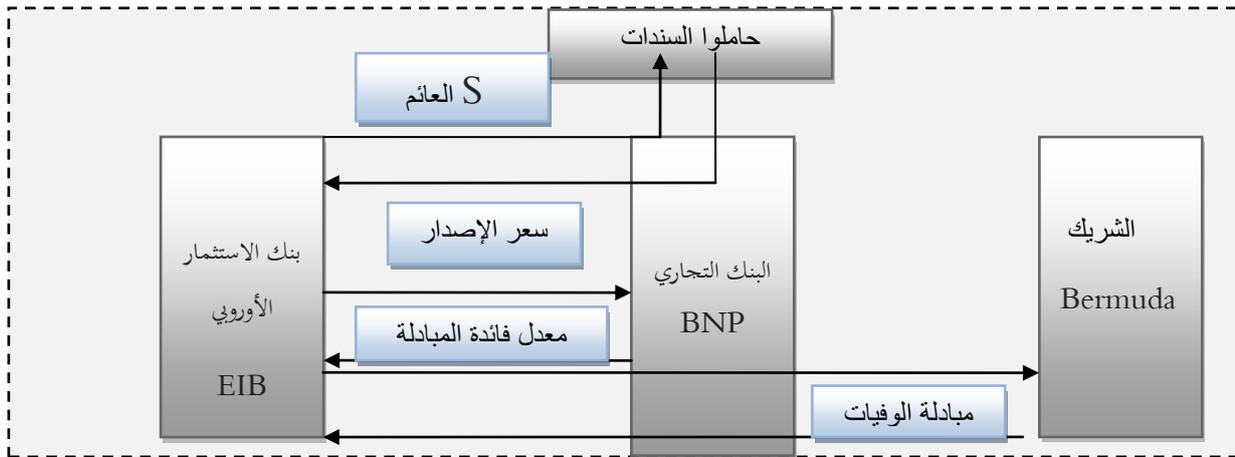 حاملوا السندات
S العائم
سعر الإصدار
الشريك
Bermuda
بنك الاستثمار
الأوروبي
EIB
البنك التجاري
BNP
معدل فائدة المبادلة
مبادلة الوفيات